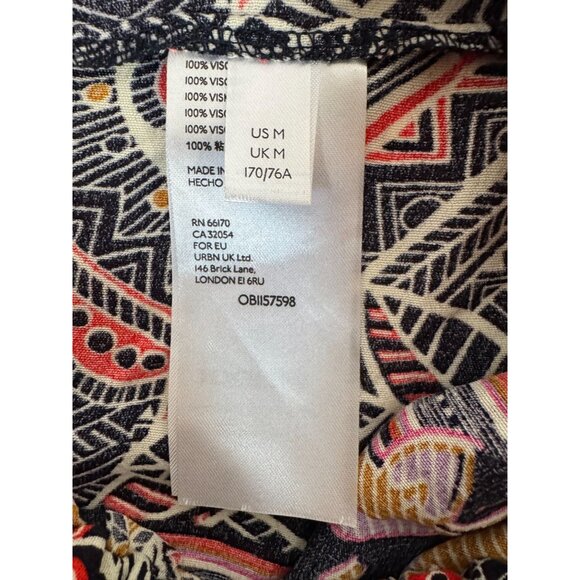 100% VISC
100% VISC
100% VISK
100% VISC
100% VISC
100% 粘
MADE IN
HECHO
US M
UK M
170/76A
RN 66170
CA 32054
FOR EU
URBN UK Ltd.
146 Brick Lane,
LONDON E1 6RU
OB1157598